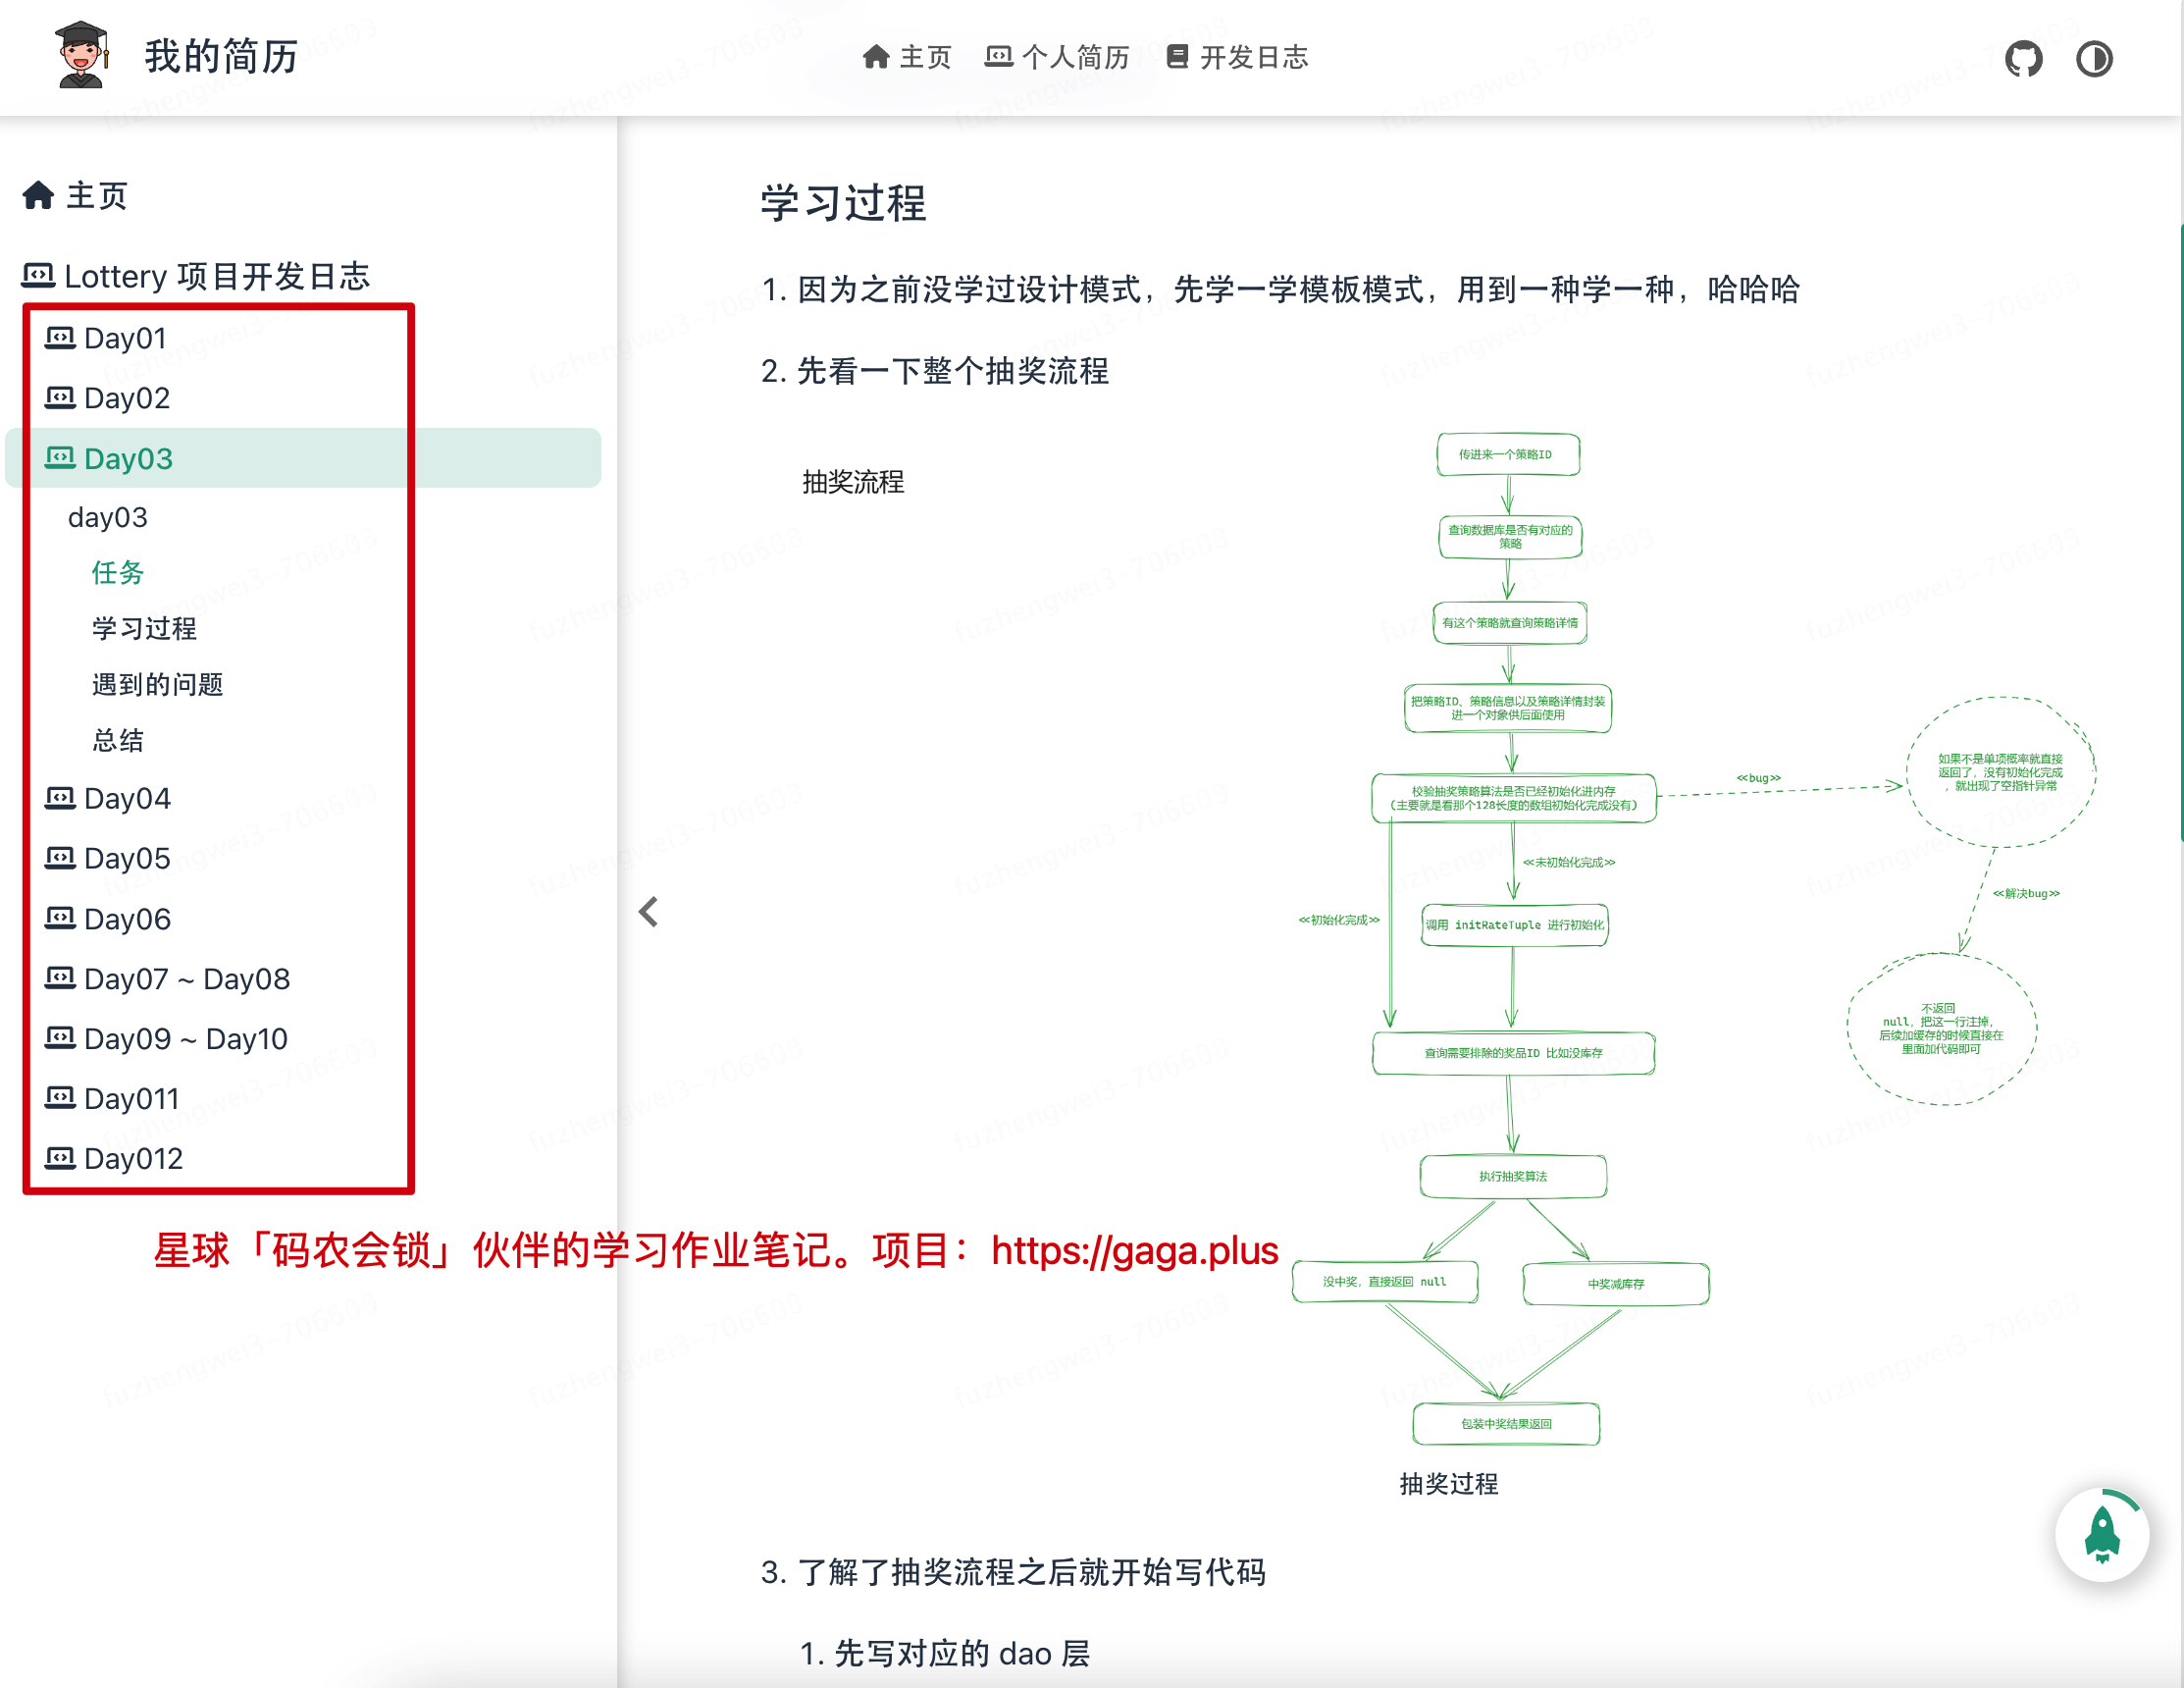 我的简历
主页
个人简历
开发日志
主页
Lottery 项目开发日志
Day01
Day02
Day03
day03
任务
学习过程
遇到的问题
总结
Day04
Day05
Day06
Day07 ~ Day08
Day09 ~ Day10
Day011
Day012
星球「码农会锁」伙伴的学习作业笔记。项目：https://gaga.plus
学习过程
1. 因为之前没学过设计模式，先学一学模板模式，用到一种学一种，哈哈哈
2. 先看一下整个抽奖流程
抽奖流程
传进来一个策略ID
查询数据库是否有对应的
策略
有这个策略就查询策略详情
把策略ID、策略信息以及策略详情封装
进一个对象供后面使用
校验抽奖策略算法是否已经初始化进内存
（主要就是看那个128长度的数组初始化完成没有）
<<bug>>
如果不是单项概率就直接
返回了，没有初始化完成
，就出现了空指针异常
<<未初始化完成>>
<<解决bug>>
<<初始化完成>>
调用 initRateTuple 进行初始化
不返回
null，把这一行注掉，
后续加缓存的时候直接在
里面加代码即可
查询需要排除的奖品ID 比如没库存
执行抽奖算法
没中奖，直接返回 null
中奖减库存
包装中奖结果返回
抽奖过程
3. 了解了抽奖流程之后就开始写代码
1. 先写对应的 dao 层
fuzhengwei3-706603